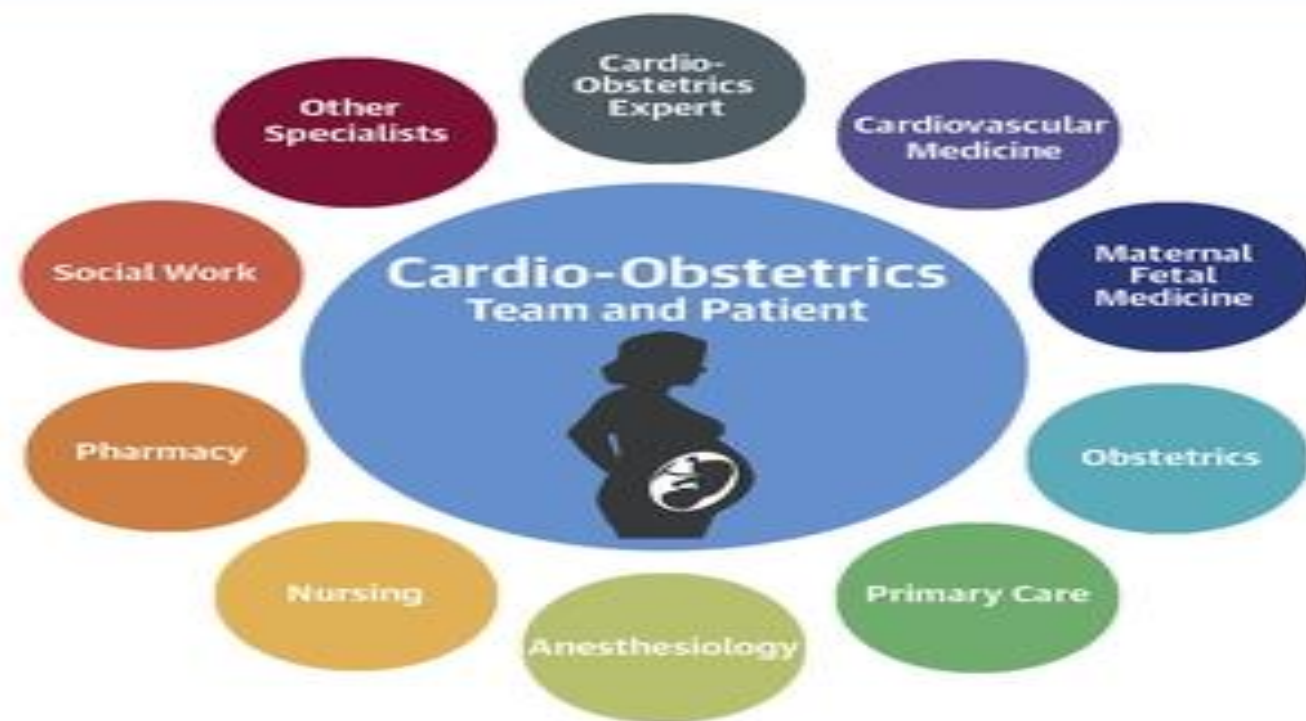 Cardio-
Obstetrics
Expert
Other
Specialists
Cardiovascular
Medicine
Social Work
Cardio-Obstetrics
Team and Patient
Maternal
Fetal
Medicine
Pharmacy
Obstetrics
Nursing
Primary Care
Anesthesiology